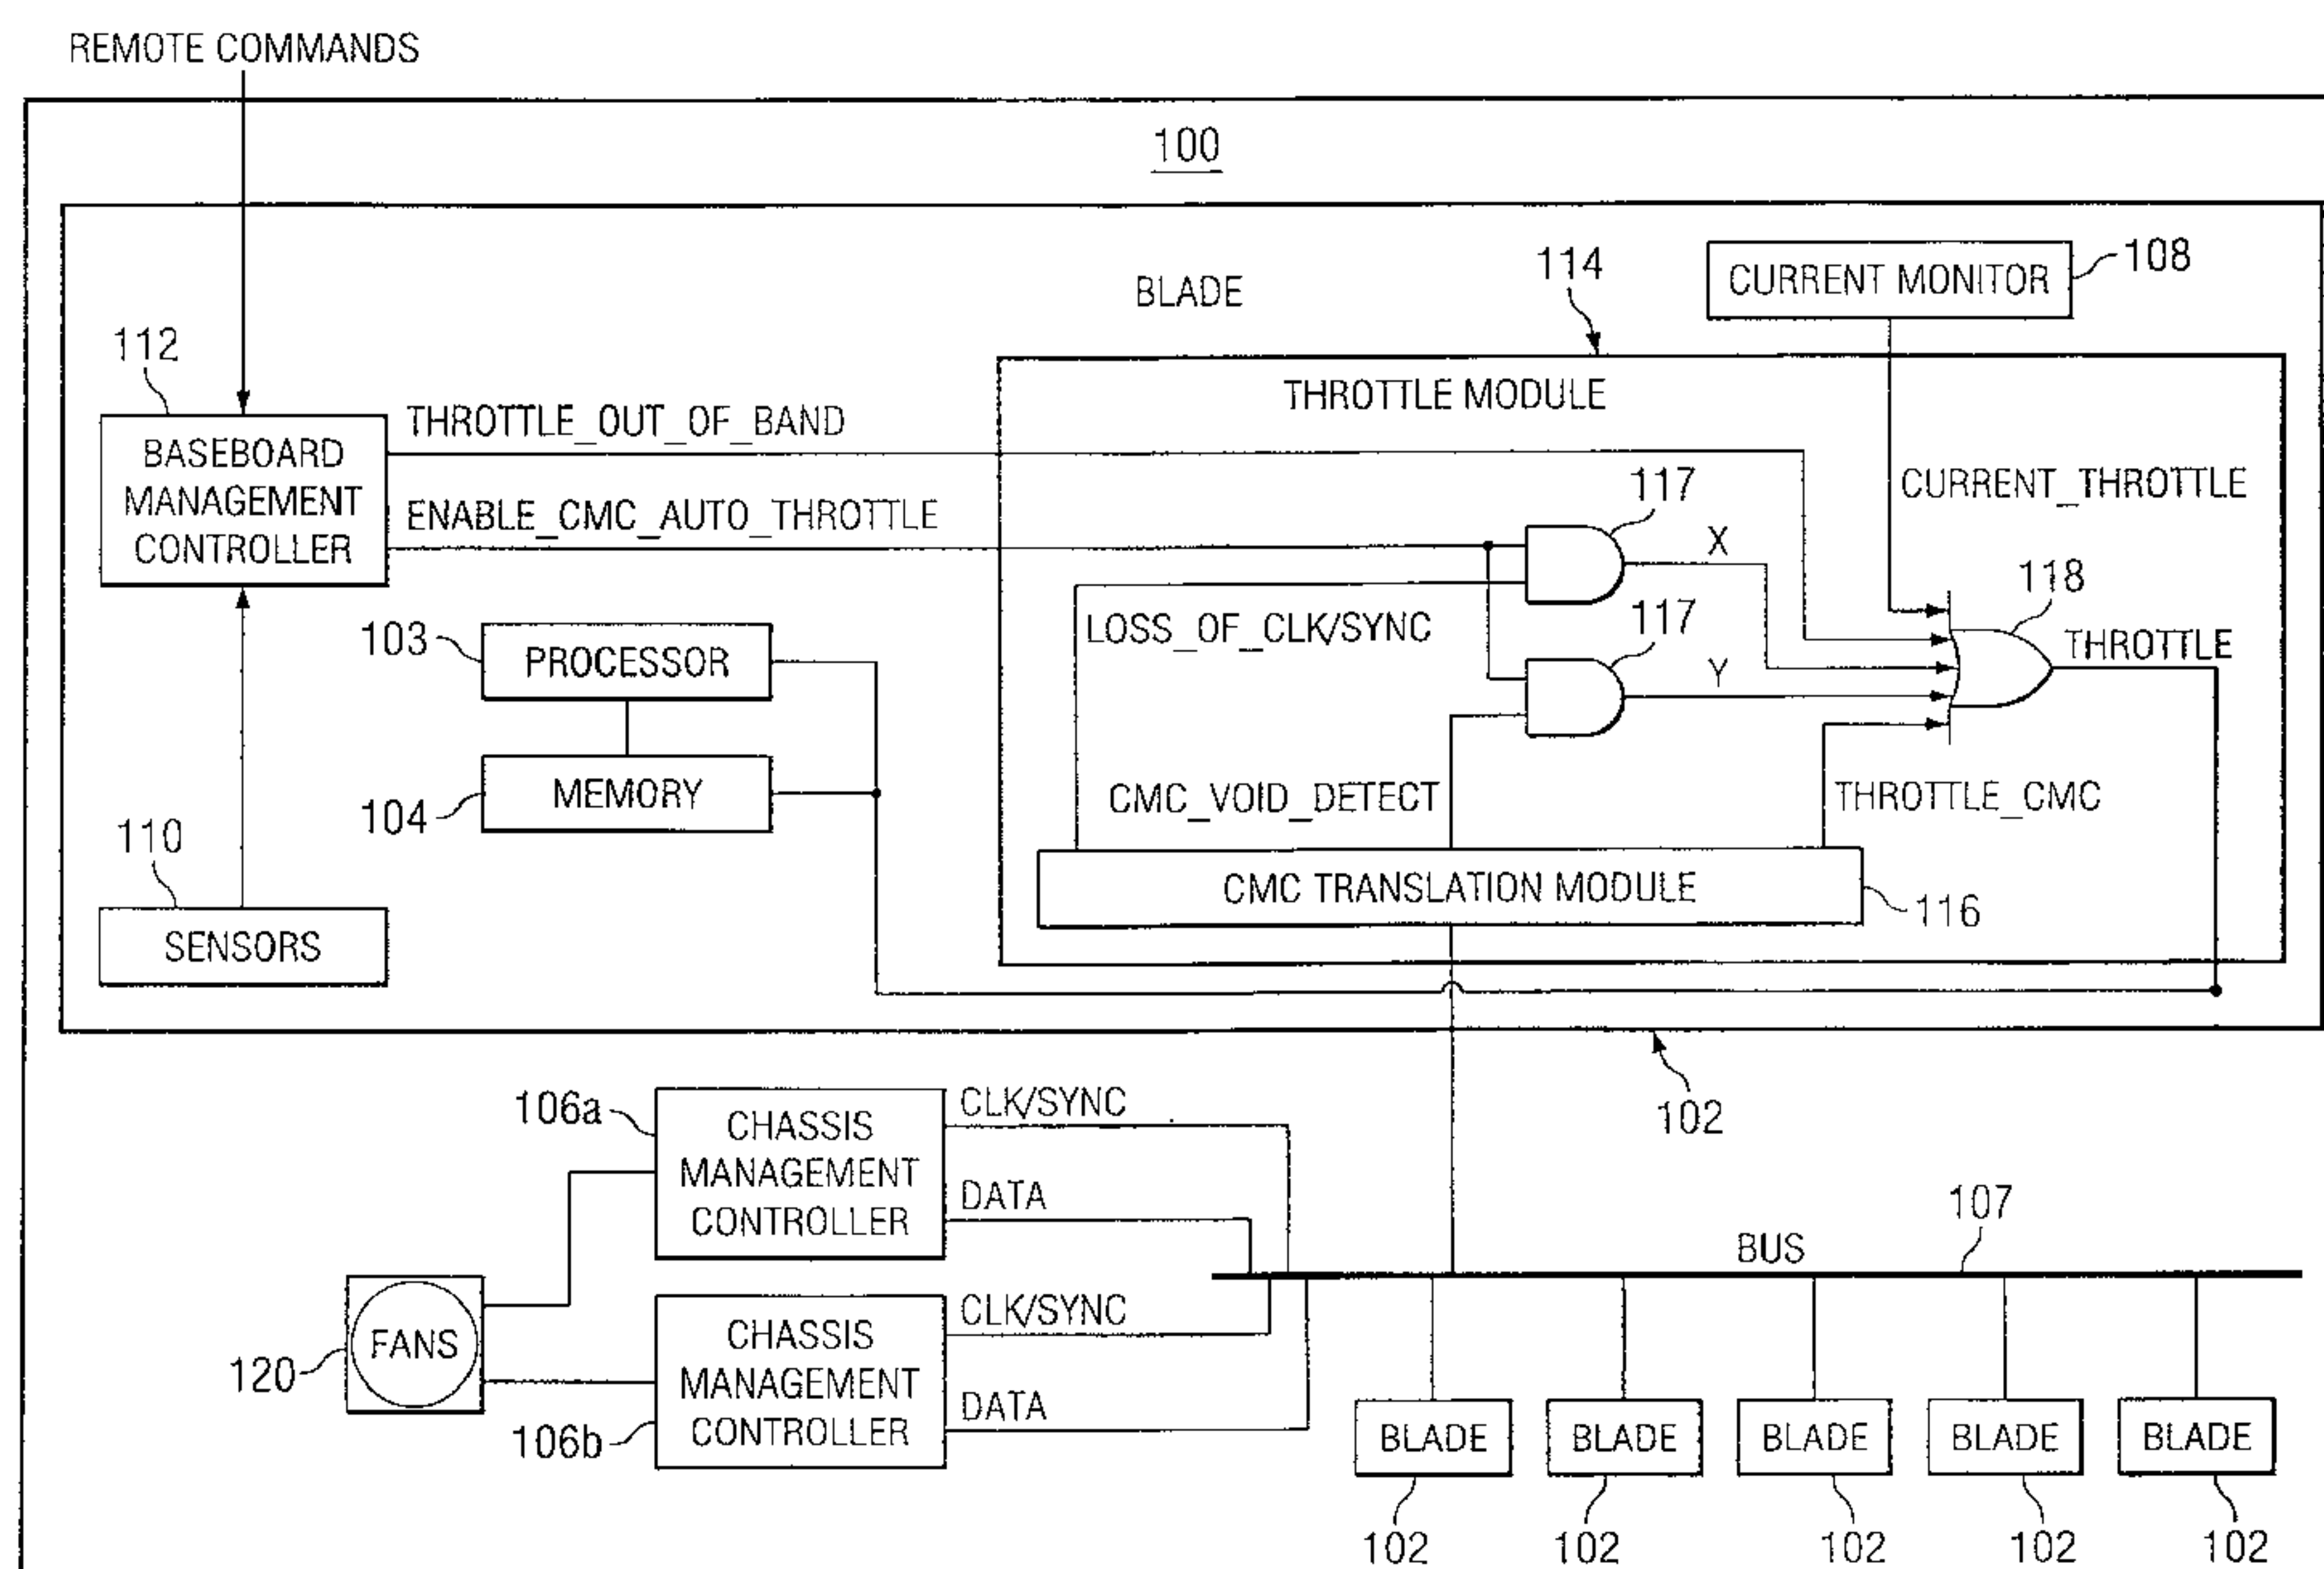 REMOTE COMMANDS
100
BLADE
114
CURRENT MONITOR
108
112
THROTTLE MODULE
BASEBOARD
MANAGEMENT
CONTROLLER
THROTTLE_OUT_OF_BAND
ENABLE_CMC_AUTO_THROTTLE
117
X
CURRENT_THROTTLE
118
LOSS_OF_CLK/SYNC
117
Y
THROTTLE
103
PROCESSOR
104
MEMORY
CMC_VOID_DETECT
THROTTLE_CMC
110
SENSORS
CMC TRANSLATION MODULE
116
102
106a
CHASSIS
MANAGEMENT
CONTROLLER
CLK/SYNC
DATA
107
BUS
120
FANS
106b
CHASSIS
MANAGEMENT
CONTROLLER
CLK/SYNC
DATA
BLADE
BLADE
BLADE
BLADE
BLADE
102
102
102
102
102